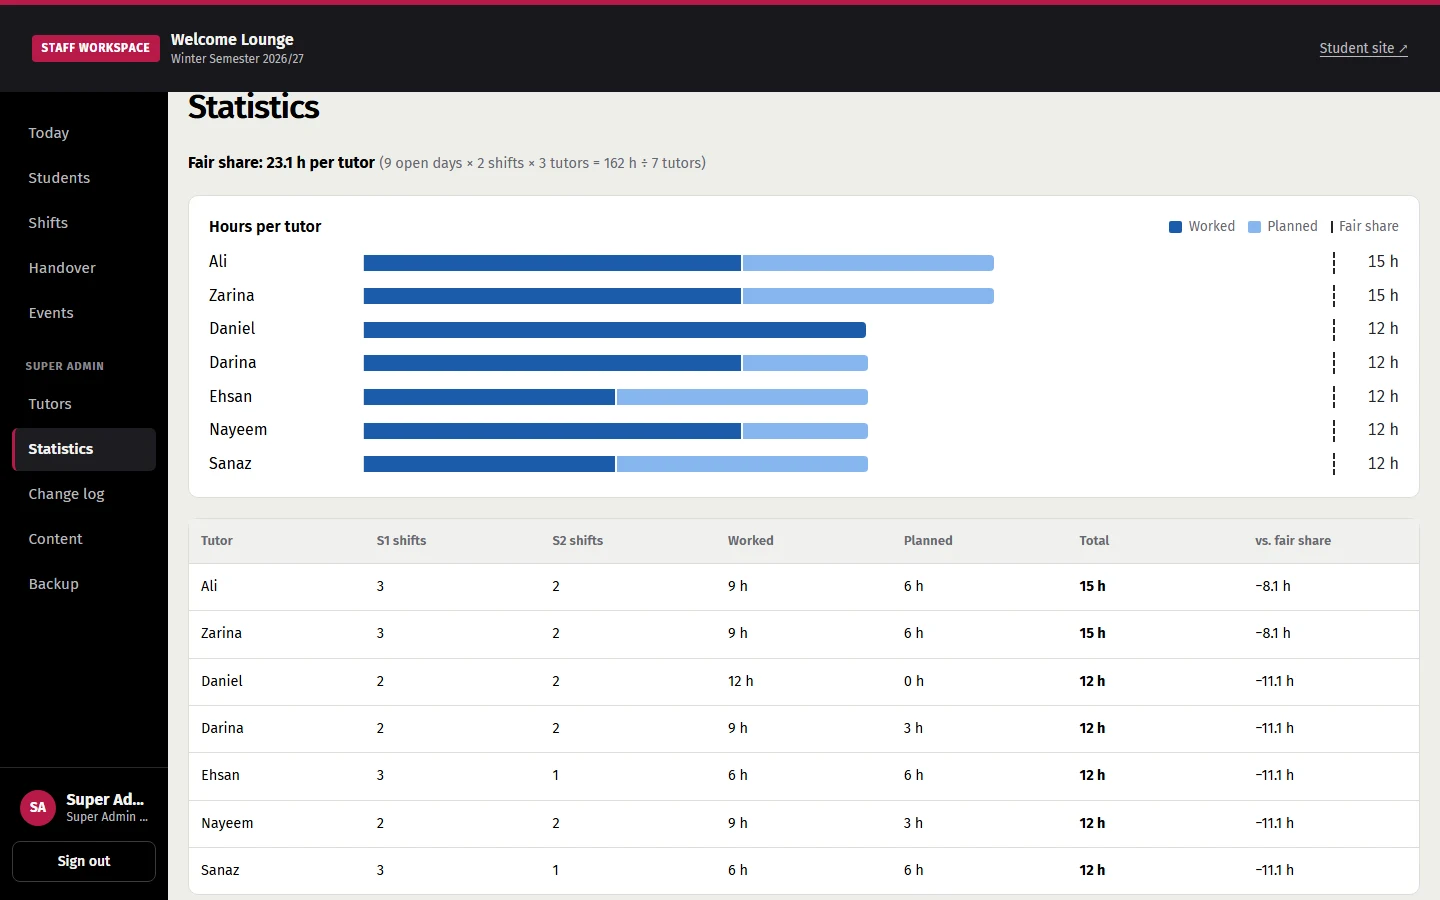 STAFF WORKSPACE
Welcome Lounge
Winter Semester 2026/27
Student site ↗
Today
Students
Shifts
Handover
Events
SUPER ADMIN
Tutors
Statistics
Change log
Content
Backup
SA
Super Ad...
Super Admin ...
Sign out
Statistics
Fair share: 23.1 h per tutor (9 open days × 2 shifts × 3 tutors = 162 h ÷ 7 tutors)
Hours per tutor
Worked Planned Fair share
Ali 15 h
Zarina 15 h
Daniel 12 h
Darina 12 h
Ehsan 12 h
Nayeem 12 h
Sanaz 12 h
Tutor S1 shifts S2 shifts Worked Planned Total vs. fair share
Ali 3 2 9 h 6 h 15 h −8.1 h
Zarina 3 2 9 h 6 h 15 h −8.1 h
Daniel 2 2 12 h 0 h 12 h −11.1 h
Darina 2 2 9 h 3 h 12 h −11.1 h
Ehsan 3 1 6 h 6 h 12 h −11.1 h
Nayeem 2 2 9 h 3 h 12 h −11.1 h
Sanaz 3 1 6 h 6 h 12 h −11.1 h